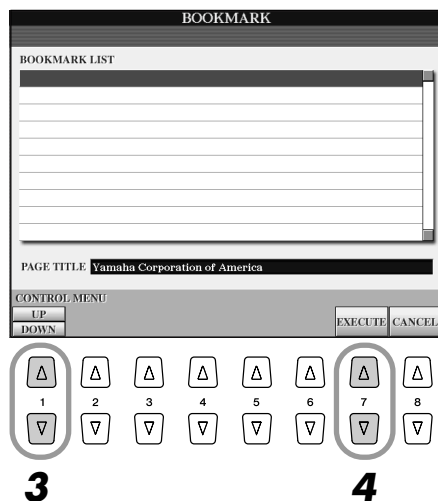 BOOKMARK
BOOKMARK LIST
PAGE TITLE Yamaha Corporation of America
CONTROL MENU
UP
DOWN
EXECUTE CANCEL
1 2 3 4 5 6 7 8
3 4